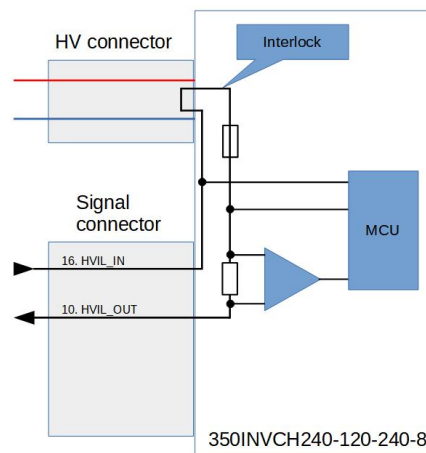 HV connector
Interlock
MCU
Signal
connector
16. HVIL_IN
10. HVIL_OUT
350INVCH240-120-240-8